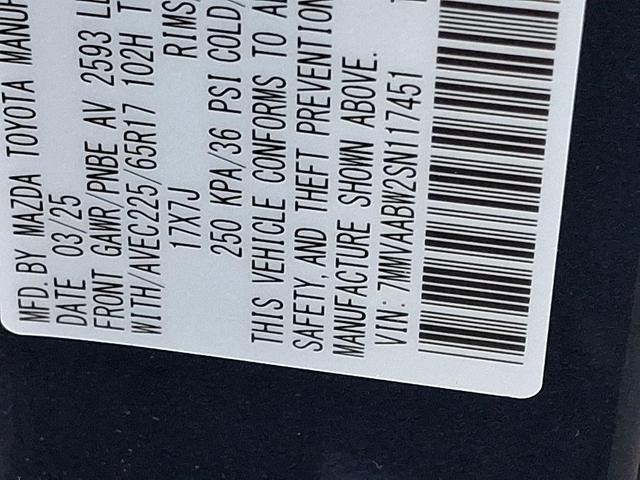 MFD. BY MAZDA TOYOTA MANUF
DATE 03/25
FRONT GAWR/PNBE AV 2593 L
WITH/AVEC225/65R17 102H T
17X7J RIMS
250 KPA/36 PSI COLD/
THIS VEHICLE CONFORMS TO A
SAFETY, AND THEFT PREVENTION
MANUFACTURE SHOWN ABOVE.
VIN: 7MMVAABW2SN117451